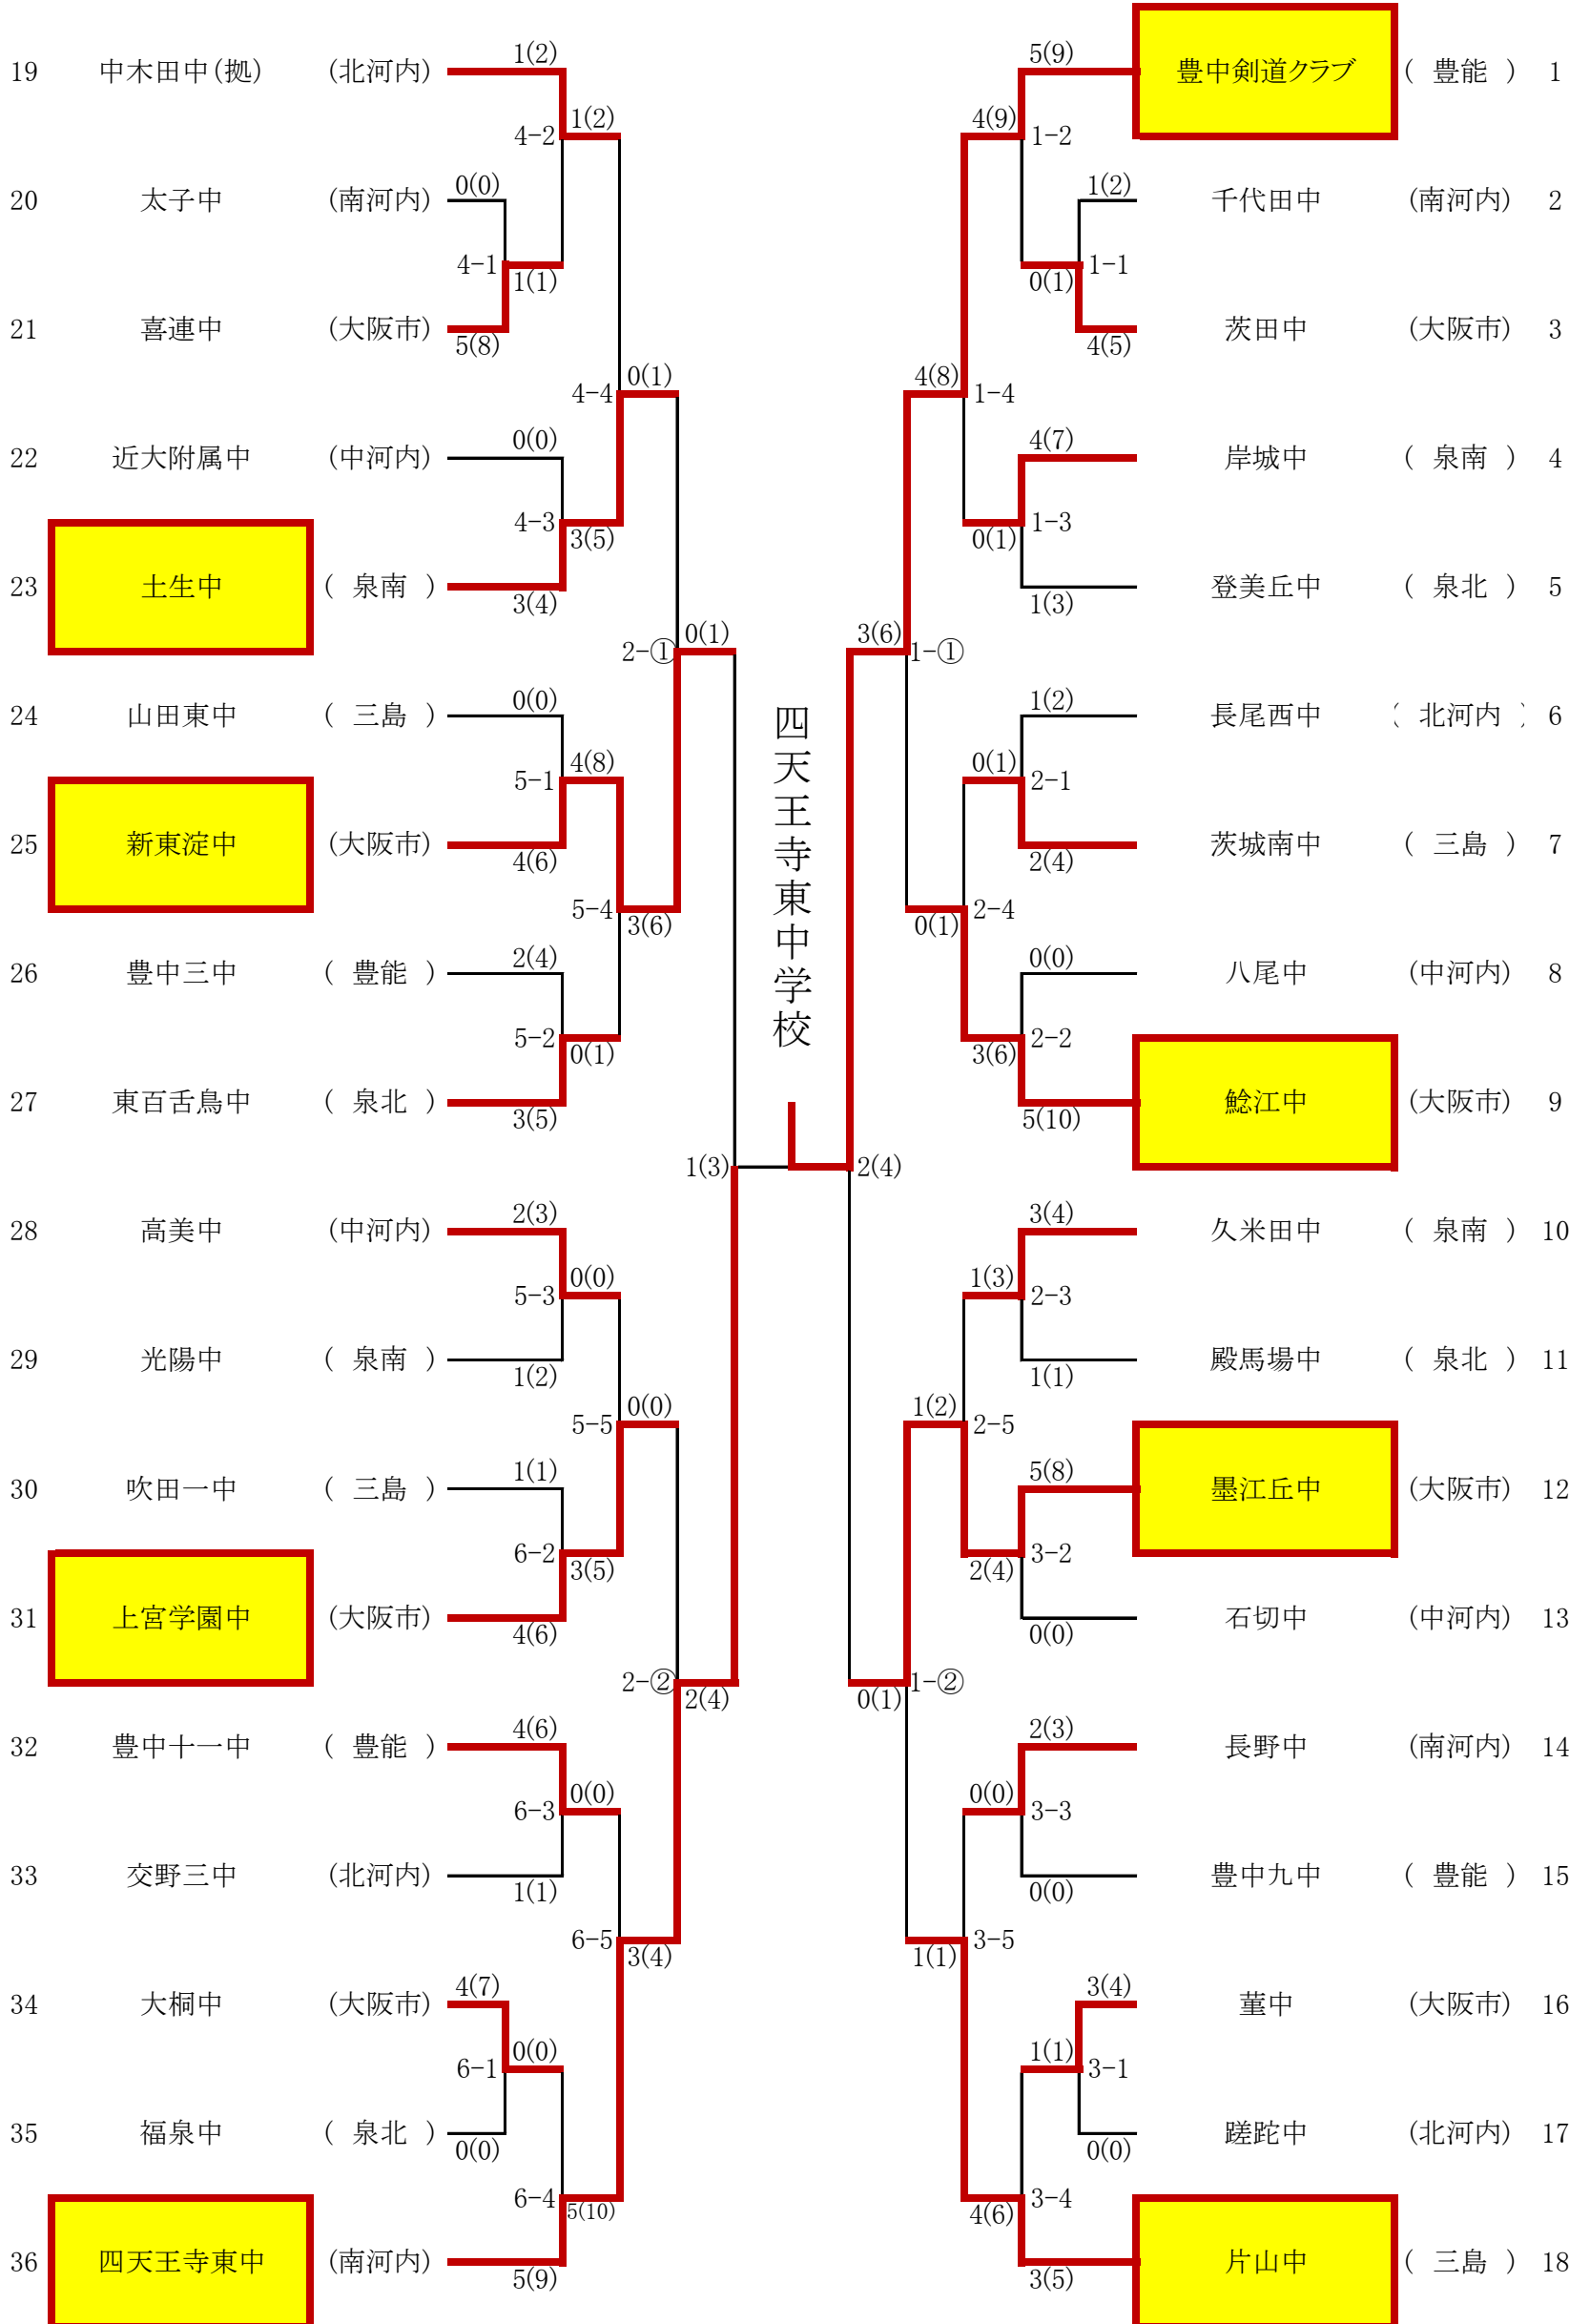 5(9)
19 中木田中(拠) (北河内) 1(2)
豊中剣道クラブ ( 豊能 ) 1
1(2)
4-2
4(9)
1-2
20 太子中 (南河内) 0(0)
1(2) 千代田中 (南河内) 2
4-1
1(1)
0(1)
1-1
21 喜連中 (大阪市) 5(8)
4(5) 茨田中 (大阪市) 3
4-4
0(1)
4(8)
1-4
22 近大附属中 (中河内) 0(0)
4(7) 岸城中 ( 泉南 ) 4
4-3
3(5)
0(1)
1-3
23 土生中 ( 泉南 ) 3(4)
1(3) 登美丘中 ( 泉北 ) 5
2-①
0(1)
3(6)
1-①
24 山田東中 ( 三島 ) 0(0)
1(2) 長尾西中 ( 北河内 ) 6
5-1
4(8)
0(1)
2-1
25 新東淀中 (大阪市) 4(6)
2(4) 茨城南中 ( 三島 ) 7
5-4
3(6)
0(1)
2-4
26 豊中三中 ( 豊能 ) 2(4)
0(0) 八尾中 (中河内) 8
5-2
0(1)
3(6)
2-2
27 東百舌鳥中 ( 泉北 ) 3(5)
5(10) 鯰江中 (大阪市) 9
四天王寺東中学校
1(3)
2(4)
28 高美中 (中河内) 2(3)
3(4) 久米田中 ( 泉南 ) 10
5-3
0(0)
1(3)
2-3
29 光陽中 ( 泉南 ) 1(2)
1(1) 殿馬場中 ( 泉北 ) 11
5-5
0(0)
1(2)
2-5
30 吹田一中 ( 三島 ) 1(1)
5(8) 墨江丘中 (大阪市) 12
6-2
3(5)
2(4)
3-2
31 上宮学園中 (大阪市) 4(6)
0(0) 石切中 (中河内) 13
2-②
2(4)
0(1)
1-②
32 豊中十一中 ( 豊能 ) 4(6)
2(3) 長野中 (南河内) 14
6-3
0(0)
0(0)
3-3
33 交野三中 (北河内) 1(1)
0(0) 豊中九中 ( 豊能 ) 15
6-5
3(4)
1(1)
3-5
34 大桐中 (大阪市) 4(7)
3(4) 菫中 (大阪市) 16
6-1
0(0)
1(1)
3-1
35 福泉中 ( 泉北 ) 0(0)
0(0) 蹉跎中 (北河内) 17
6-4
5(10)
4(6)
3-4
36 四天王寺東中 (南河内) 5(9)
3(5) 片山中 ( 三島 ) 18